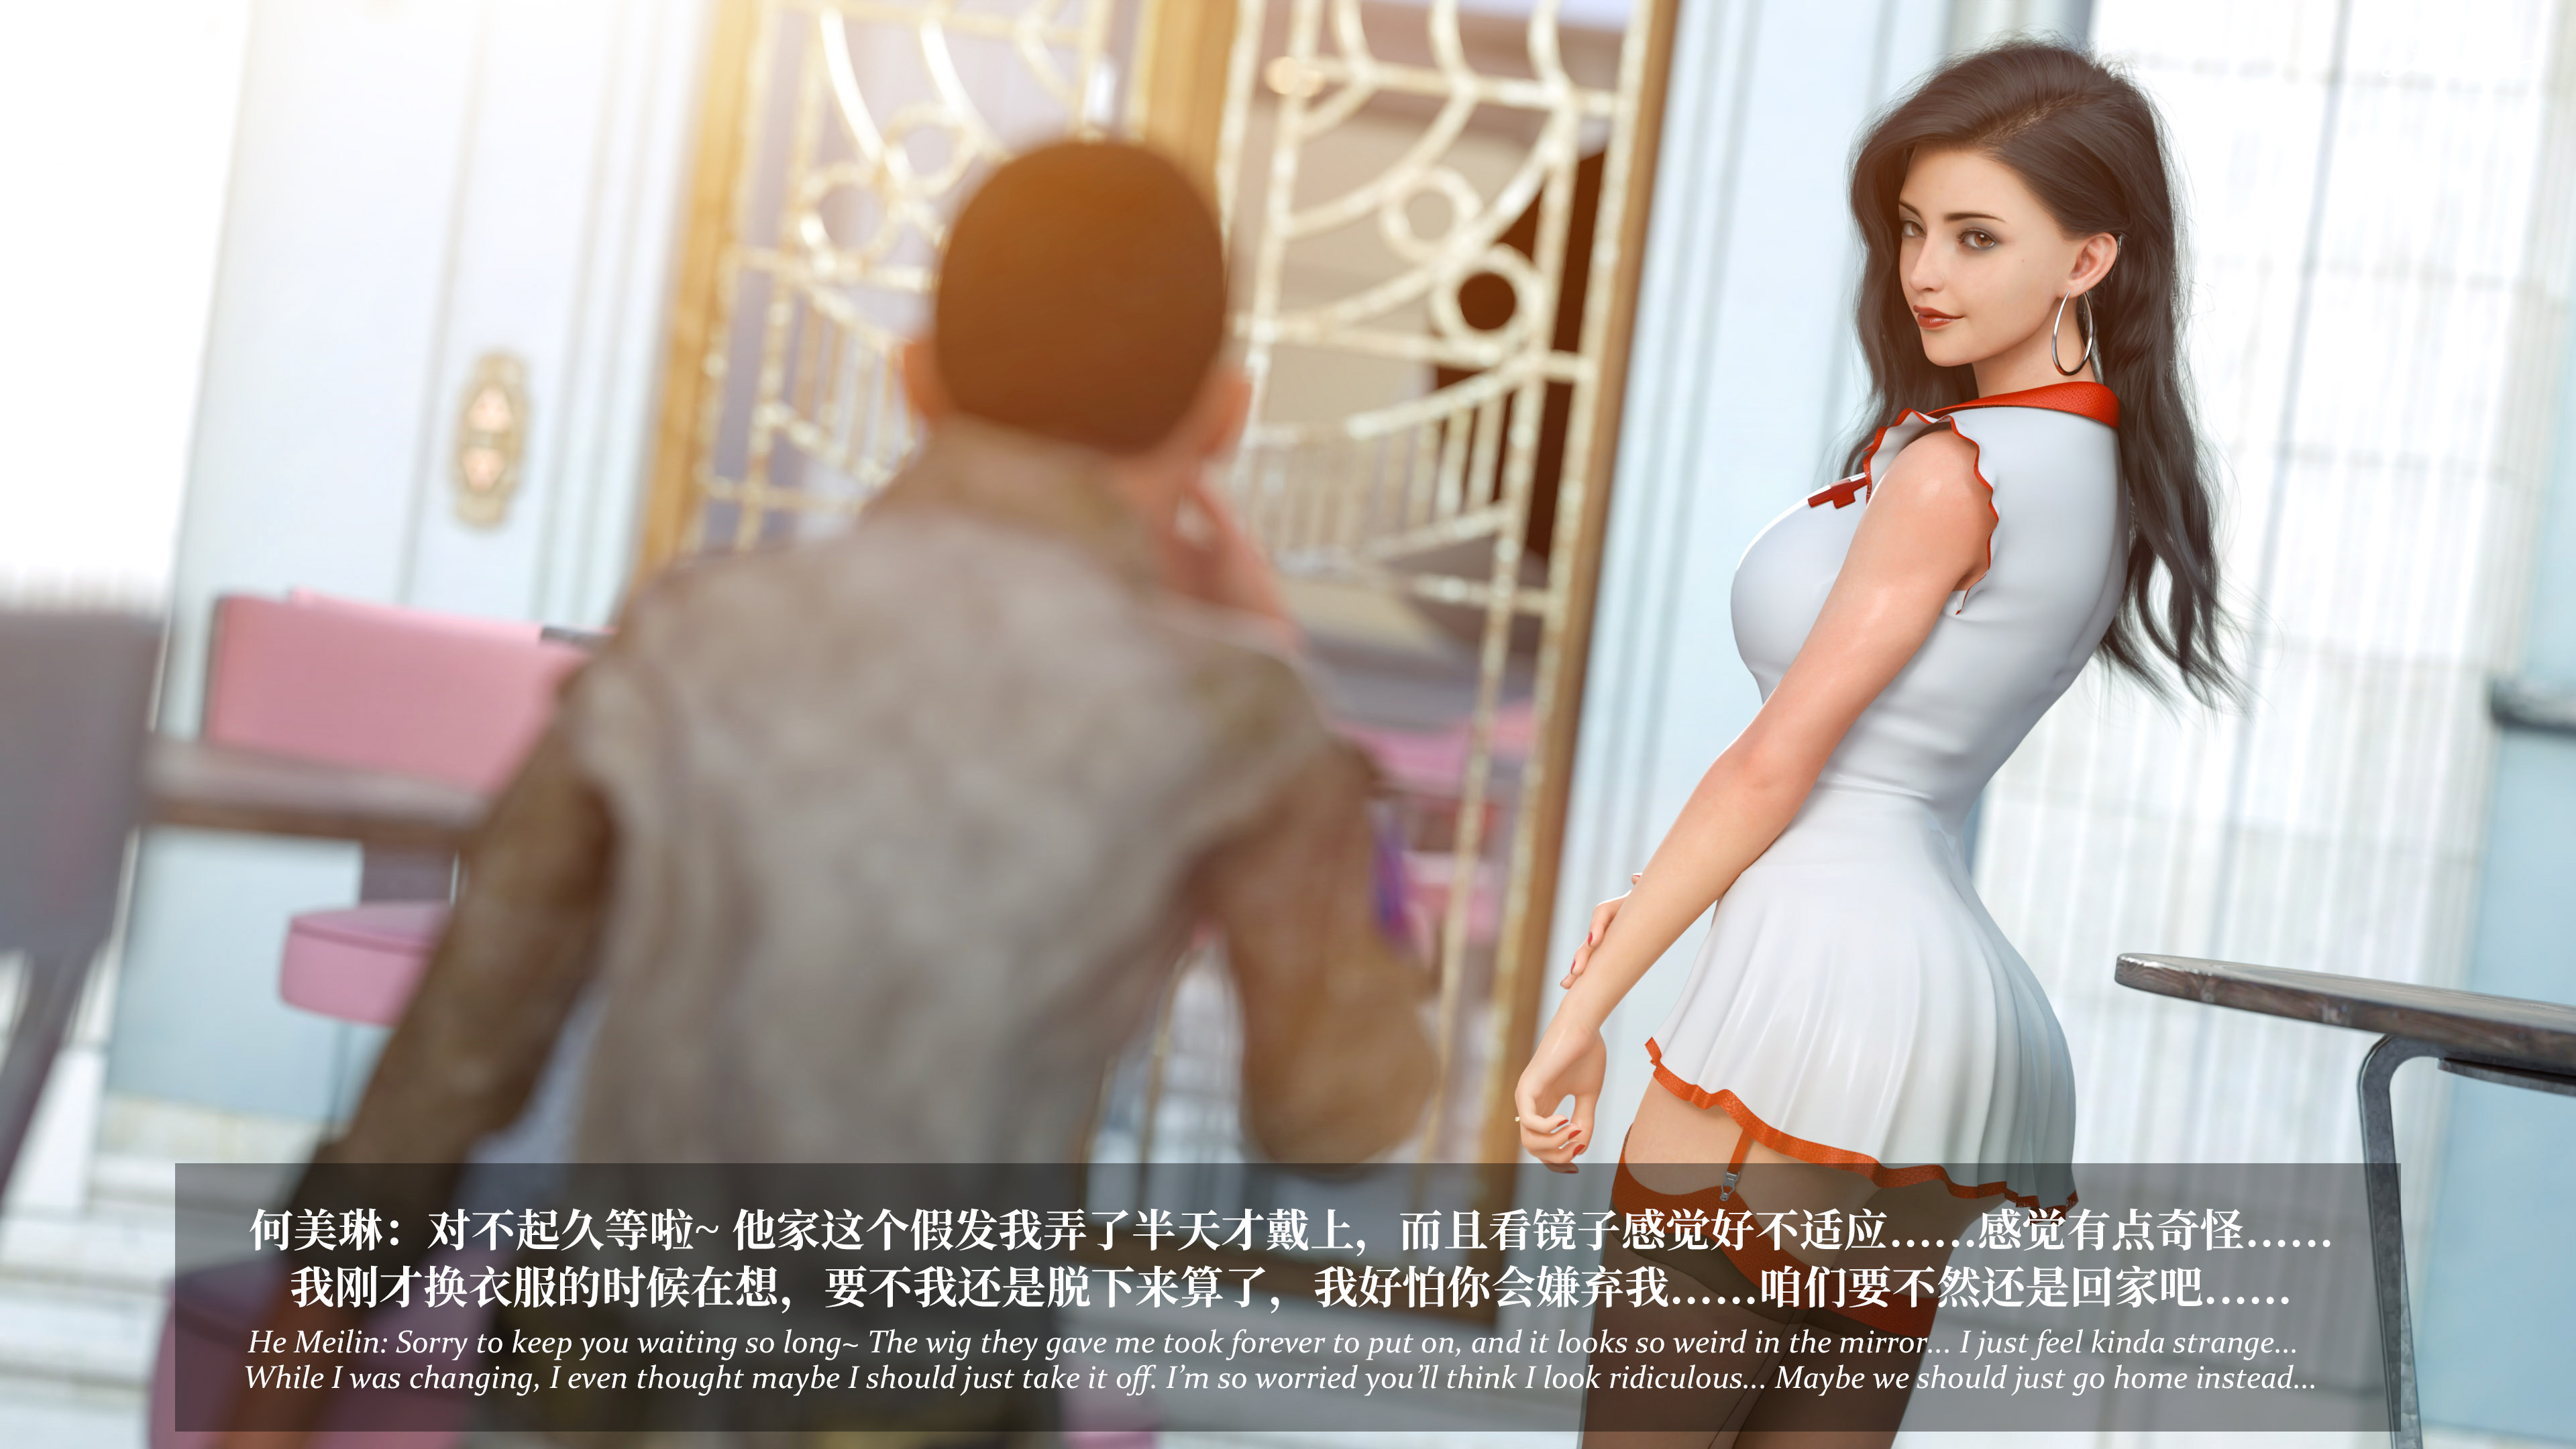 何美琳：对不起久等啦~ 他家这个假发我弄了半天才戴上，而且看镜子感觉好不适应……感觉有点奇怪……
我刚才换衣服的时候在想，要不我还是脱下来算了，我好怕你会嫌弃我……咱们要不然还是回家吧……
He Meilin: Sorry to keep you waiting so long~ The wig they gave me took forever to put on, and it looks so weird in the mirror... I just feel kinda strange...
While I was changing, I even thought maybe I should just take it off. I'm so worried you'll think I look ridiculous... Maybe we should just go home instead...